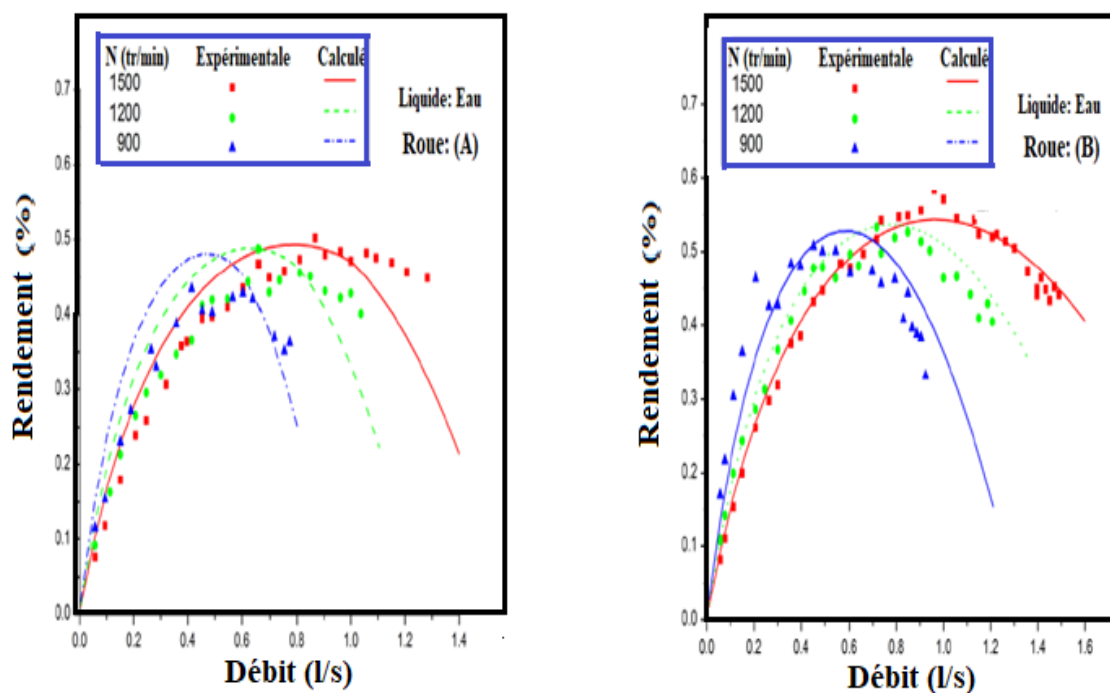 N (tr/min) Expérimentale Calculé
1500
1200
900
Liquide: Eau
Roue: (A)
Rendement (%)
0.7
0.6
0.5
0.4
0.3
0.2
0.1
0.0
0.0 0.2 0.4 0.6 0.8 1.0 1.2 1.4
Débit (l/s)
N (tr/min) Expérimentale Calculé
1500
1200
900
Liquide: Eau
Roue: (B)
Rendement (%)
0.7
0.6
0.5
0.4
0.3
0.2
0.1
0.0
0.0 0.2 0.4 0.6 0.8 1.0 1.2 1.4 1.6
Débit (l/s)